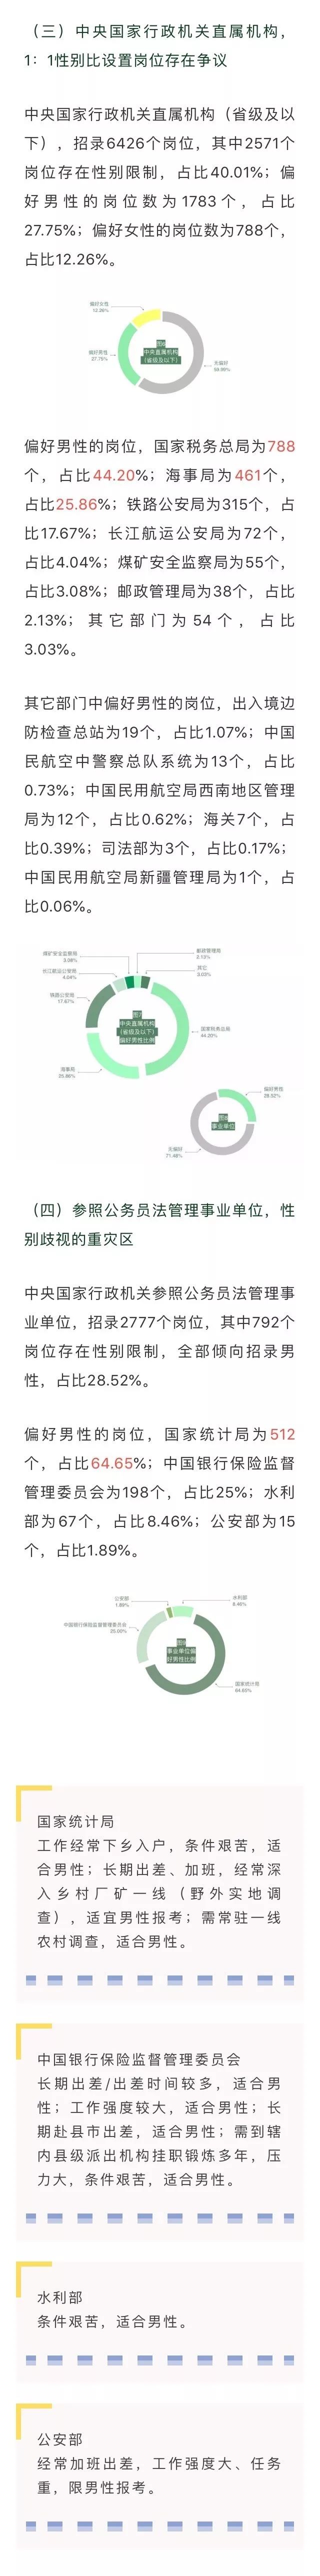 （三）中央国家行政机关直属机构，
1：1性别比设置岗位存在争议
中央国家行政机关直属机构（省级及以
下），招录6426个岗位，其中2571个
岗位存在性别限制，占比40.01%；偏
好男性的岗位数为1783个，占比
27.75%；偏好女性的岗位数为788个，
占比12.26%。
偏好女性
12.26%
偏好男性
27.75%
中央直属机构
（省级及以下）
无偏好
偏好男性的岗位，国家税务总局为788
个，占比44.20%；海事局为461个，
占比25.86%；铁路公安局为315个，占
比17.67%；长江航运公安局为72个，
占比4.04%；煤矿安全监察局为55个，
占比3.08%；邮政管理局为38个，占比
2.13%；其它部门为54个，占比
3.03%。
其它部门中偏好男性的岗位，出入境边
防检查总站为19个，占比1.07%；中国
民航空中警察总队系统为13个，占比
0.73%；中国民用航空局西南地区管理
局为12个，占比0.62%；海关7个，占
比0.39%；司法部为3个，占比0.17%；
中国民用航空局新疆管理局为1个，占
比0.06%。
煤矿安全监察局
3.08%
邮政管理局
2.13%
长江航运公安局
4.04%
其它
3.03%
铁路公安局
17.67%
中央直属机构
（省级及以下）
偏好男性比例
国家税务总局
44.20%
海事局
25.86%
偏好男性
28.52%
事业单位
无偏好
71.48%
（四）参照公务员法管理事业单位，性
别歧视的重灾区
中央国家行政机关参照公务员法管理事
业单位，招录2777个岗位，其中792个
岗位存在性别限制，全部倾向招录男
性，占比28.52%。
偏好男性的岗位，国家统计局为512
个，占比64.65%；中国银行保险监督
管理委员会为198个，占比25%；水利
部为67个，占比8.46%；公安部为15
个，占比1.89%。
公安部
1.89%
水利部
8.46%
中国银行保险监督管理委员会
25.00%
事业单位偏
好男性比例
国家统计局
64.65%
国家统计局
工作经常下乡入户，条件艰苦，适
合男性；长期出差、加班，经常深
入乡村厂矿一线（野外实地调
查），适宜男性报考；需常驻一线
农村调查，适合男性。
中国银行保险监督管理委员会
长期出差/出差时间较多，适合男
性；工作强度较大，适合男性；长
期赴县市出差，适合男性；需到辖
内县级派出机构挂职锻炼多年，压
力大，条件艰苦，适合男性。
水利部
条件艰苦，适合男性。
公安部
经常加班出差，工作强度大、任务
重，限男性报考。